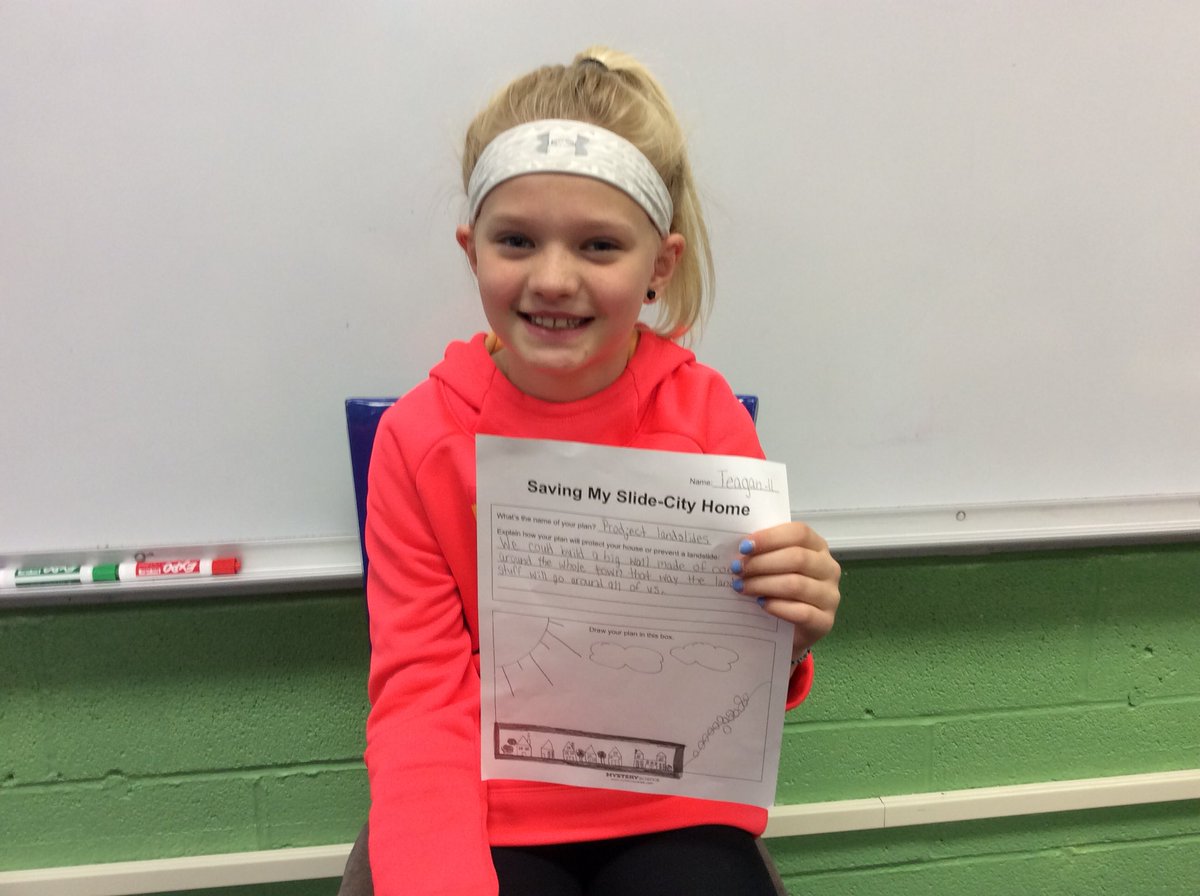 Name: Teagan H
Saving My Slide-City Home
What's the name of your plan? Prodject landslides
Explain how your plan will protect your house or prevent a landslide.
We could build a big wall made of
around the whole town that way the
stuff will go around all of us.
Draw your plan in this box.
MYSTERY science
EXPO
EXPO